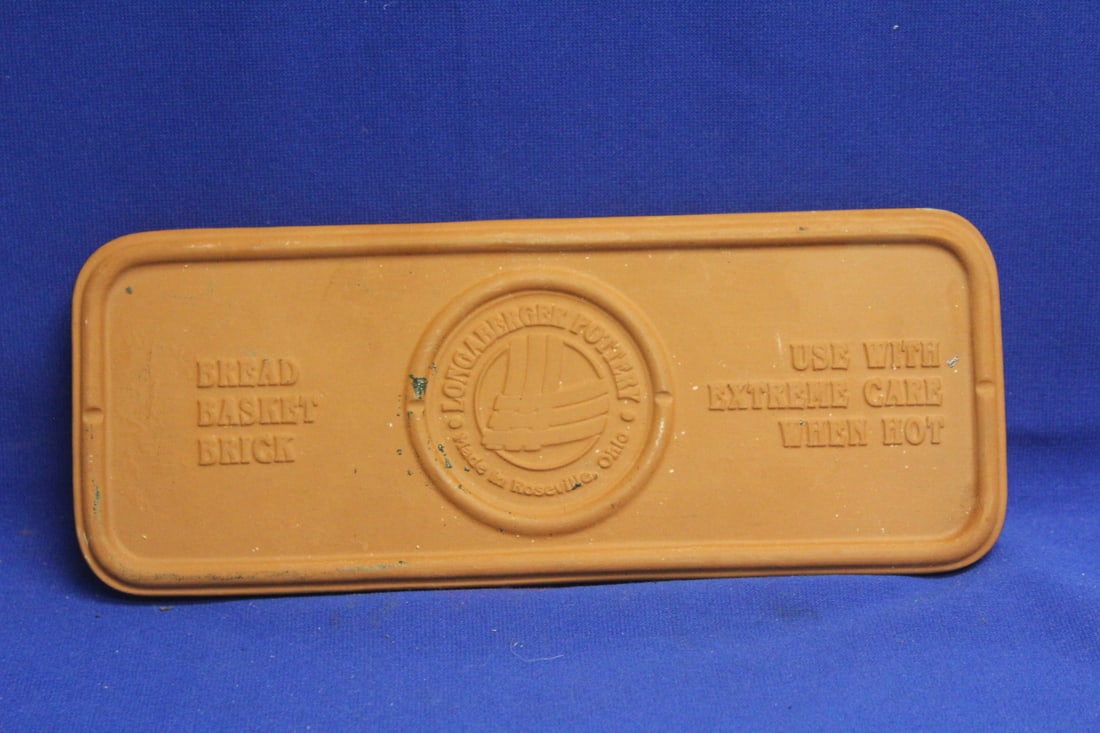 BREAD
BASKET
BRICK
LONGABERGER POTTERY
Made in Roseville, Ohio
USE WITH
EXTREME CARE
WHEN HOT